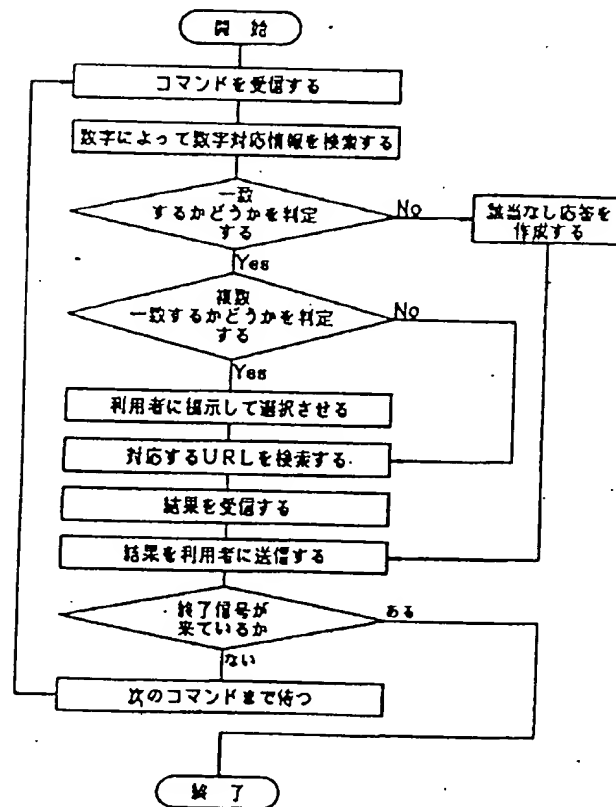 開 始
コマンドを受信する
数字によって数字対応情報を検索する
一致
するかどうかを判定
する
No
該当なし応答を
作成する
Yes
複数
一致するかどうかを判定
する
No
Yes
利用者に提示して選択させる
対応するURLを検索する
結果を受信する
結果を利用者に送信する
終了信号が
来ているか
ある
ない
次のコマンドまで待つ
終 了